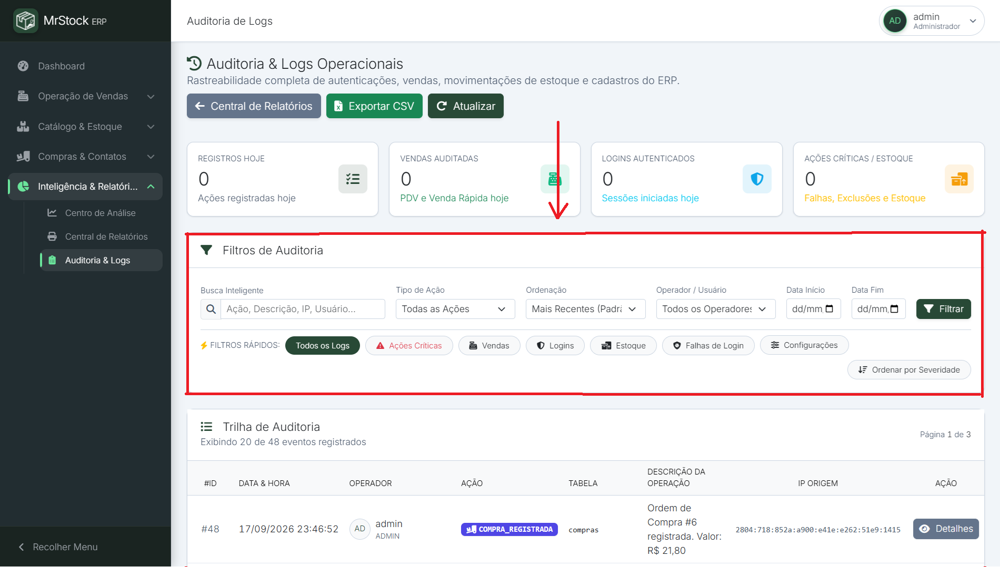 MrStock ERP
Auditoria de Logs
AD
admin
Administrador
Dashboard
Operação de Vendas
Catálogo & Estoque
Compras & Contatos
Inteligência & Relatóri...
Centro de Análise
Central de Relatórios
Auditoria & Logs
Recolher Menu
Auditoria & Logs Operacionais
Rastreabilidade completa de autenticações, vendas, movimentações de estoque e cadastros do ERP.
Central de Relatórios
Exportar CSV
Atualizar
REGISTROS HOJE
0
Ações registradas hoje
VENDAS AUDITADAS
0
PDV e Venda Rápida hoje
LOGINS AUTENTICADOS
0
Sessões iniciadas hoje
AÇÕES CRÍTICAS / ESTOQUE
0
Falhas, Exclusões e Estoque
Filtros de Auditoria
Busca Inteligente
Ação, Descrição, IP, Usuário...
Tipo de Ação
Todas as Ações
Ordenação
Mais Recentes (Padrã
Operador / Usuário
Todos os Operadores
Data Início
dd/mm,
Data Fim
dd/mm,
Filtrar
FILTROS RÁPIDOS:
Todos os Logs
Ações Críticas
Vendas
Logins
Estoque
Falhas de Login
Configurações
Ordenar por Severidade
Trilha de Auditoria
Exibindo 20 de 48 eventos registrados
Página 1 de 3
#ID
DATA & HORA
OPERADOR
AÇÃO
TABELA
DESCRIÇÃO DA
OPERAÇÃO
IP ORIGEM
AÇÃO
#48
17/09/2026 23:46:52
AD
admin
ADMIN
COMPRA_REGISTRADA
compras
Ordem de
Compra #6
registrada. Valor:
R$ 21,80
2804:718:852a:a900:e41e:e262:51e9:1415
Detalhes